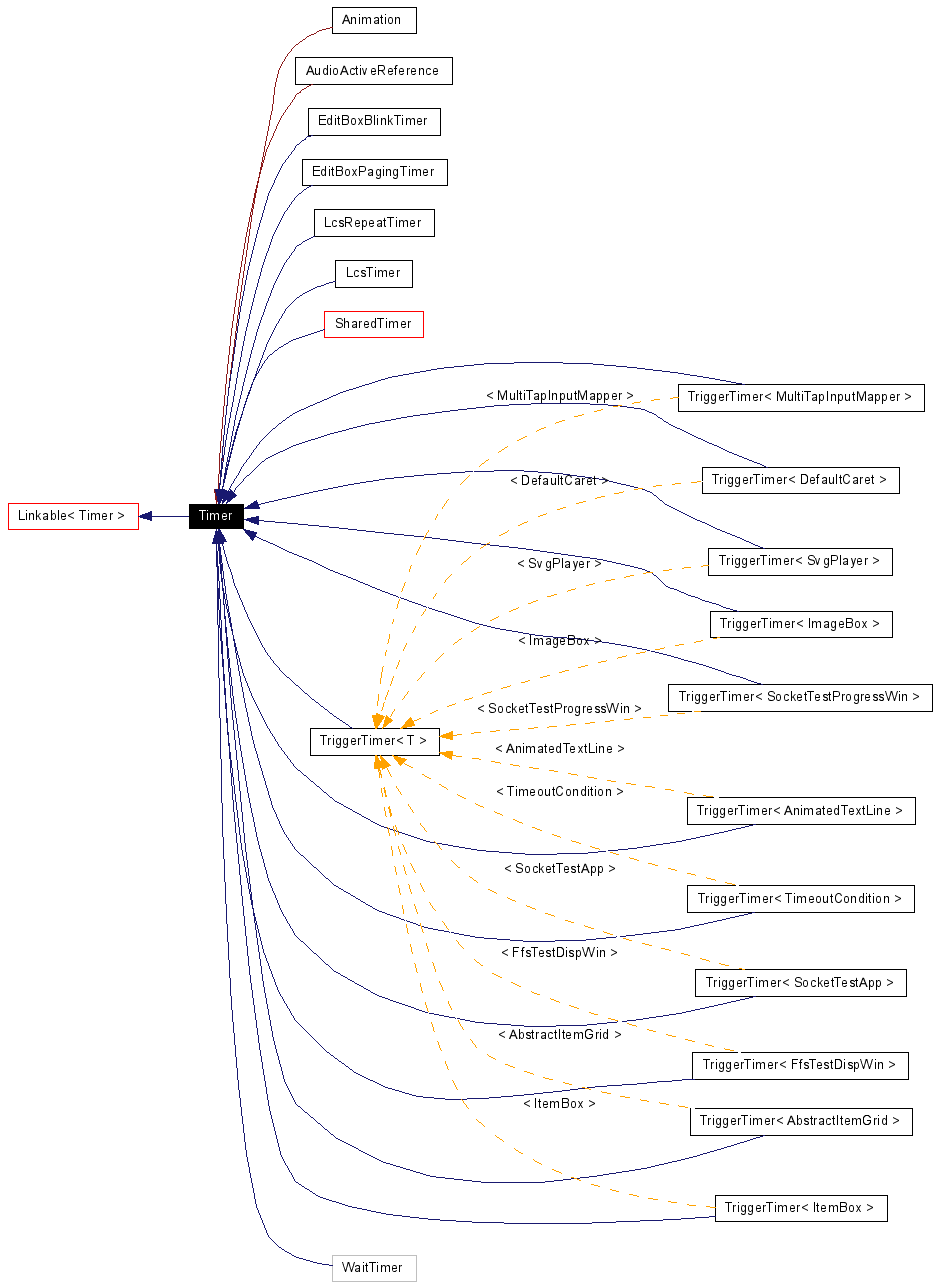 Animation
AudioActiveReference
EditBoxBlinkTimer
EditBoxPagingTimer
LcsRepeatTimer
LcsTimer
SharedTimer
< MultiTapInputMapper >
TriggerTimer< MultiTapInputMapper >
< DefaultCaret >
TriggerTimer< DefaultCaret >
Linkable< Timer >
Timer
< SvgPlayer >
TriggerTimer< SvgPlayer >
TriggerTimer< ImageBox >
< ImageBox >
TriggerTimer< SocketTestProgressWin >
< SocketTestProgressWin >
TriggerTimer< T >
< AnimatedTextLine >
< TimeoutCondition >
TriggerTimer< AnimatedTextLine >
< SocketTestApp >
TriggerTimer< TimeoutCondition >
< FfsTestDispWin >
TriggerTimer< SocketTestApp >
< AbstractItemGrid >
TriggerTimer< FfsTestDispWin >
< ItemBox >
TriggerTimer< AbstractItemGrid >
TriggerTimer< ItemBox >
WaitTimer